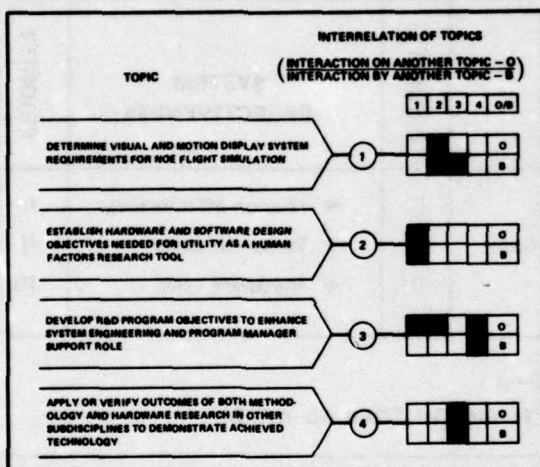 INTERRELATION OF TOPICS
INTERACTION ON ANOTHER TOPIC – O
INTERACTION BY ANOTHER TOPIC – B
TOPIC
1 2 3 4 O/B
DETERMINE VISUAL AND MOTION DISPLAY SYSTEM
REQUIREMENTS FOR NOE FLIGHT SIMULATION
1
O
B
ESTABLISH HARDWARE AND SOFTWARE DESIGN
OBJECTIVES NEEDED FOR UTILITY AS A HUMAN
FACTORS RESEARCH TOOL
2
O
B
DEVELOP R&D PROGRAM OBJECTIVES TO ENHANCE
SYSTEM ENGINEERING AND PROGRAM MANAGER
SUPPORT ROLE
3
O
B
APPLY OR VERIFY OUTCOMES OF BOTH METHOD-
OLOGY AND HARDWARE RESEARCH IN OTHER
SUBDISCIPLINES TO DEMONSTRATE ACHIEVED
TECHNOLOGY
4
O
B